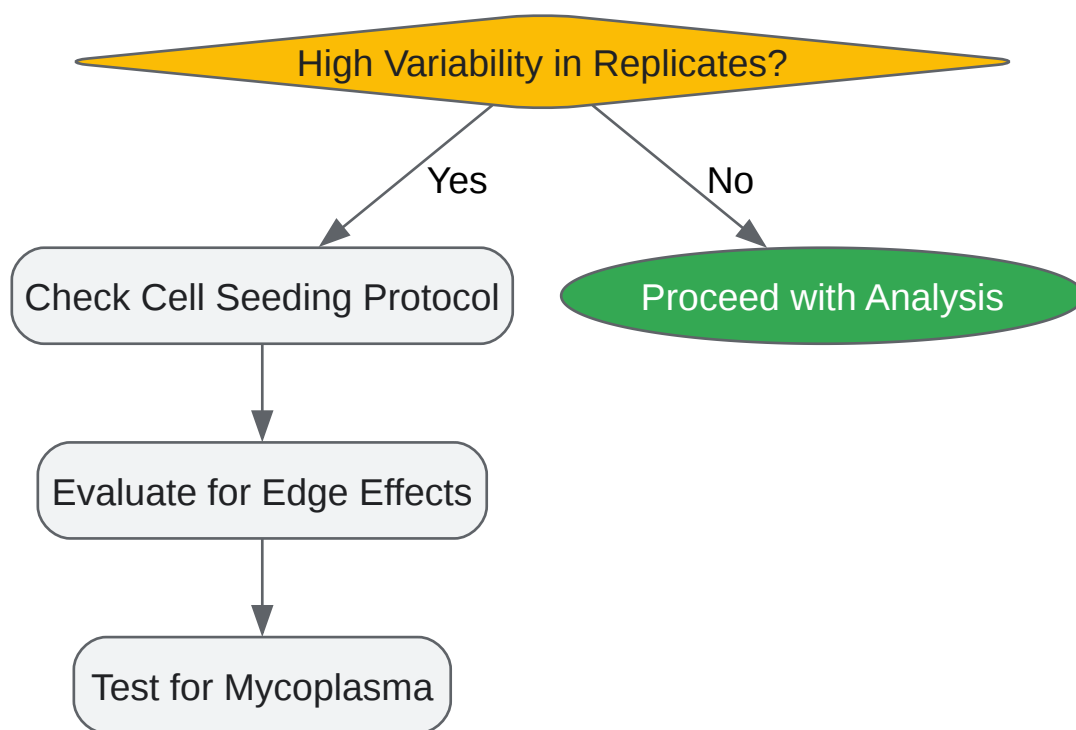 High Variability in Replicates?
Yes
No
Check Cell Seeding Protocol
Proceed with Analysis
Evaluate for Edge Effects
Test for Mycoplasma